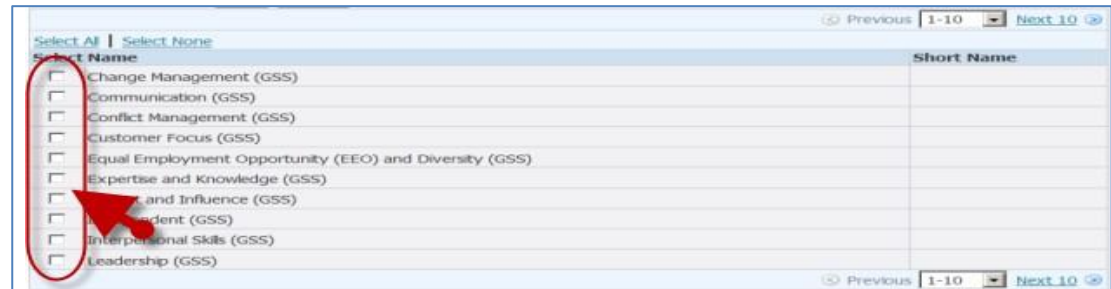 Previous 1-10 Next 10
Select All | Select None
Select Name Short Name
Change Management (GSS)
Communication (GSS)
Conflict Management (GSS)
Customer Focus (GSS)
Equal Employment Opportunity (EEO) and Diversity (GSS)
Expertise and Knowledge (GSS)
and Influence (GSS)
(GSS)
Interpersonal Skills (GSS)
Leadership (GSS)
Previous 1-10 Next 10